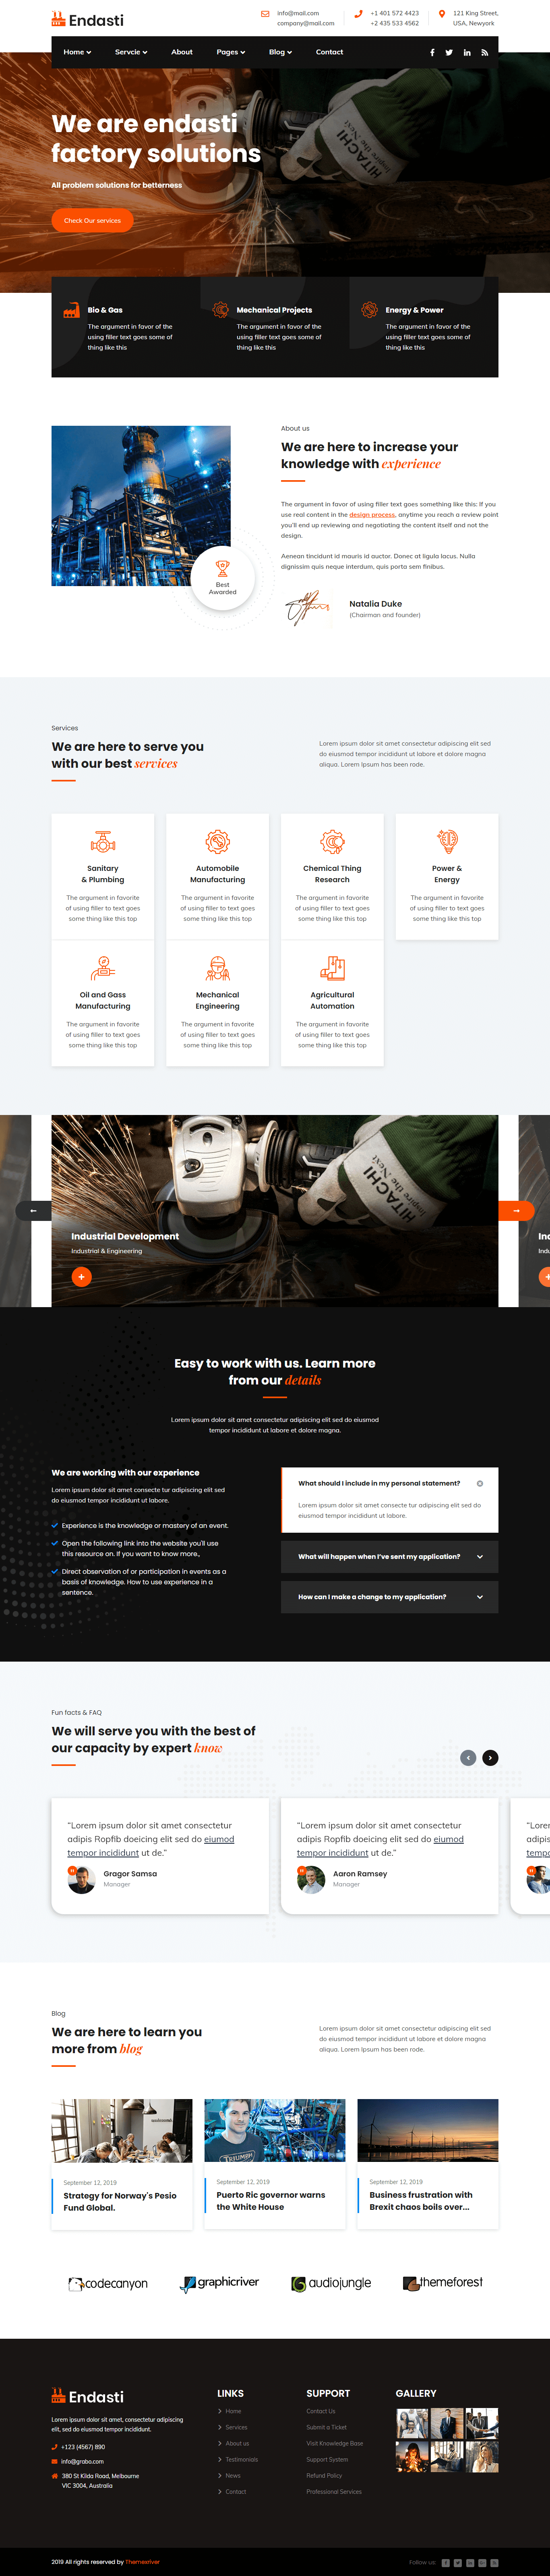 Endasti
info@mail.com
company@mail.com
+1 401 572 4423
+2 435 533 4562
121 King Street,
USA, Newyork
Home
Servcie
About
Pages
Blog
Contact
We are endasti
factory solutions
All problem solutions for betterness
Check Our services
HITACHI
Inspire the Next
Bio & Gas
The argument in favor of the
using filler text goes some of
thing like this
Mechanical Projects
The argument in favor of the
using filler text goes some of
thing like this
Energy & Power
The argument in favor of the
using filler text goes some of
thing like this
Best
Awarded
About us
We are here to increase your
knowledge with experience
The argument in favor of using filler text goes something like this: If you
use real content in the design process, anytime you reach a review point
you'll end up reviewing and negotiating the content itself and not the
design.
Aenean tincidunt id mauris id auctor. Donec at ligula lacus. Nulla
dignissim quis neque interdum, quis porta sem finibus.
Natalia Duke
(Chairman and founder)
Services
We are here to serve you
with our best services
Lorem ipsum dolor sit amet consectetur adipiscing elit sed
do eiusmod tempor incididunt ut labore et dolore magna
aliqua. Lorem Ipsum has been rode.
Sanitary
& Plumbing
The argument in favorite
of using filler to text goes
some thing like this top
Automobile
Manufacturing
The argument in favorite
of using filler to text goes
some thing like this top
Chemical Thing
Research
The argument in favorite
of using filler to text goes
some thing like this top
Power &
Energy
The argument in favorite
of using filler to text goes
some thing like this top
Oil and Gass
Manufacturing
The argument in favorite
of using filler to text goes
some thing like this top
Mechanical
Engineering
The argument in favorite
of using filler to text goes
some thing like this top
Agricultural
Automation
The argument in favorite
of using filler to text goes
some thing like this top
HITACHI
Inspire the Next
Industrial Development
Industrial & Engineering
Easy to work with us. Learn more
from our details
Lorem ipsum dolor sit amet consectetur adipiscing elit sed do eiusmod
tempor incididunt ut labore et dolore magna.
We are working with our experience
Lorem ipsum dolor sit amet consectetur adipiscing elit sed
do eiusmod tempor incididunt ut labore.
Experience is the knowledge or mastery of an event.
Open the following link into the website you'll use
this resource on. If you want to know more.,
Direct observation of or participation in events as a
basis of knowledge. How to use experience in a
sentence.
What should I include in my personal statement?
Lorem ipsum dolor sit amet consecte tur adipiscing elit sed do
eiusmod tempor incididunt ut labore.
What will happen when I've sent my application?
How can I make a change to my application?
Fun facts & FAQ
We will serve you with the best of
our capacity by expert know
“Lorem ipsum dolor sit amet consectetur
adipis Ropflb doeicing elit sed do eiumod
tempor incididunt ut de.”
Gragor Samsa
Manager
“Lorem ipsum dolor sit amet consectetur
adipis Ropflb doeicing elit sed do eiumod
tempor incididunt ut de.”
Aaron Ramsey
Manager
Blog
We are here to learn you
more from blog
Lorem ipsum dolor sit amet consectetur adipiscing elit sed
do eiusmod tempor incididunt ut labore et dolore magna
aliqua. Lorem Ipsum has been rode.
TRIUMPH
September 12, 2019
Strategy for Norway's Pesio
Fund Global.
September 12, 2019
Puerto Ric governor warns
the White House
September 12, 2019
Business frustration with
Brexit chaos boils over...
codecanyon
graphicriver
audiojungle
themeforest
Endasti
Lorem ipsum dolor sit amet, consectetur adipiscing
elit, sed do eiusmod tempor incididunt.
+123 (4567) 890
info@grabo.com
380 St Kilda Road, Melbourne
VIC 3004, Australia
LINKS
Home
Services
About us
Testimonials
News
Contact
SUPPORT
Contact Us
Submit a Ticket
Visit Knowledge Base
Support System
Refund Policy
Professional Services
GALLERY
2019 All rights reserved by Themexriver
Follow us: